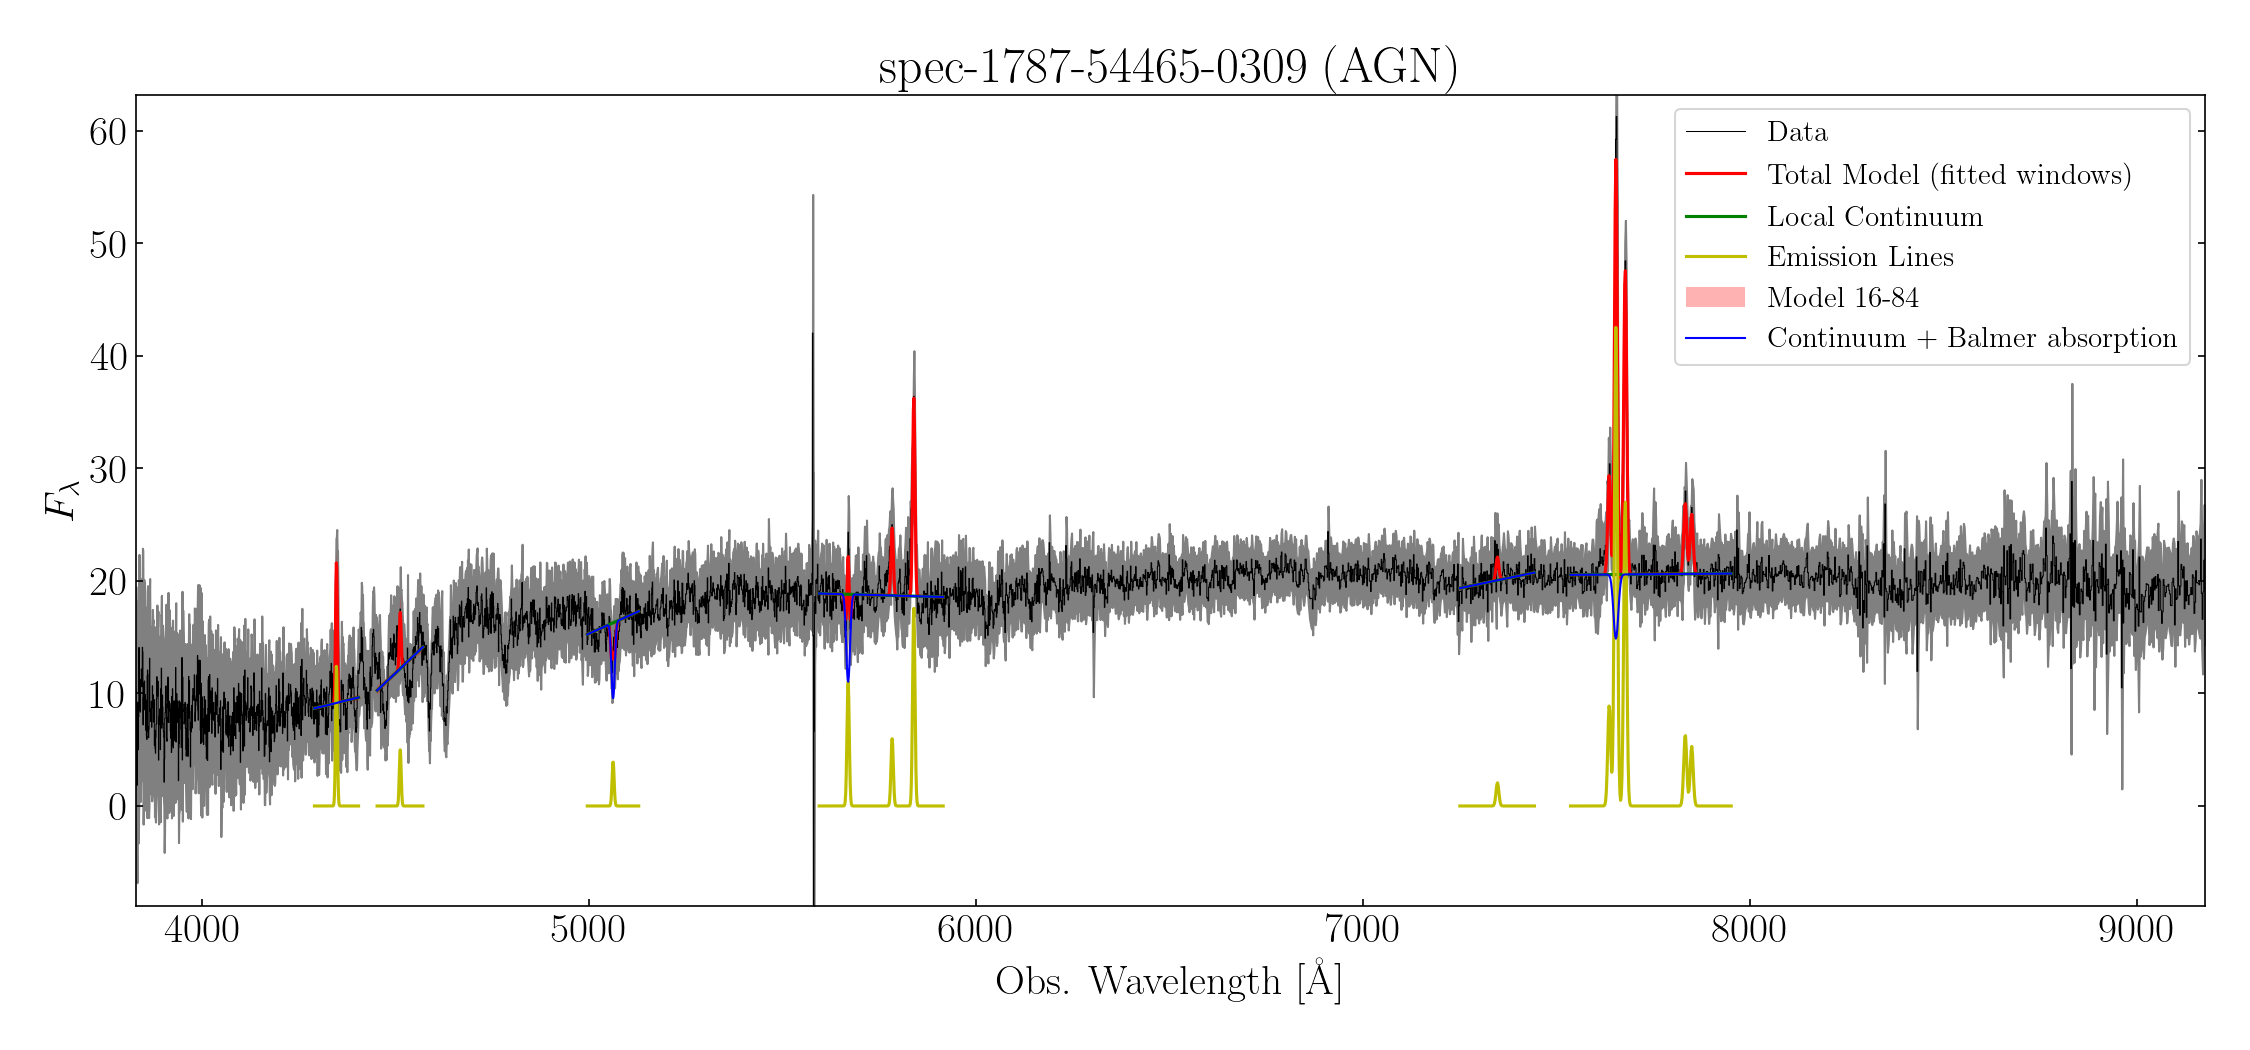 spec-1787-54465-0309 (AGN)
60
50
40
30
20
10
0
F_λ
Data
Total Model (fitted windows)
Local Continuum
Emission Lines
Model 16-84
Continuum + Balmer absorption
4000 5000 6000 7000 8000 9000
Obs. Wavelength [Å]